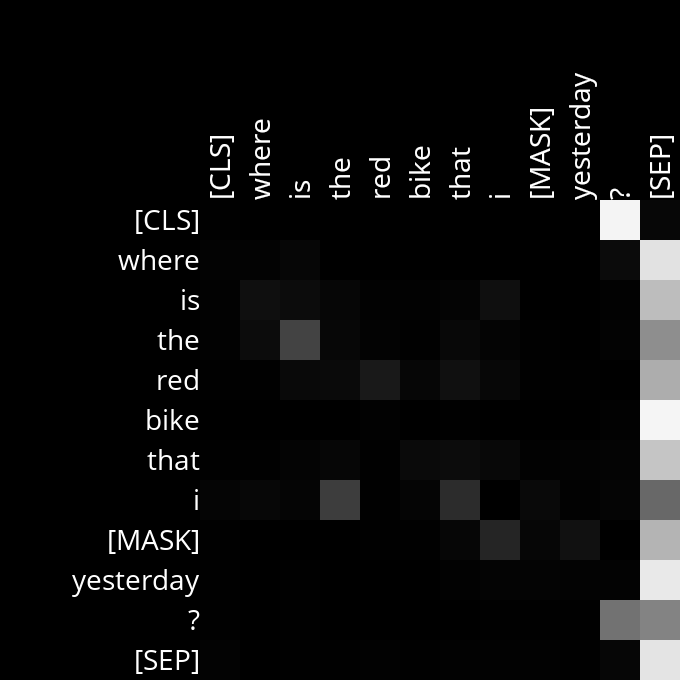 [CLS] where is the red bike that i [MASK] yesterday ? [SEP]
[CLS]
where
is
the
red
bike
that
i
[MASK]
yesterday
?
[SEP]